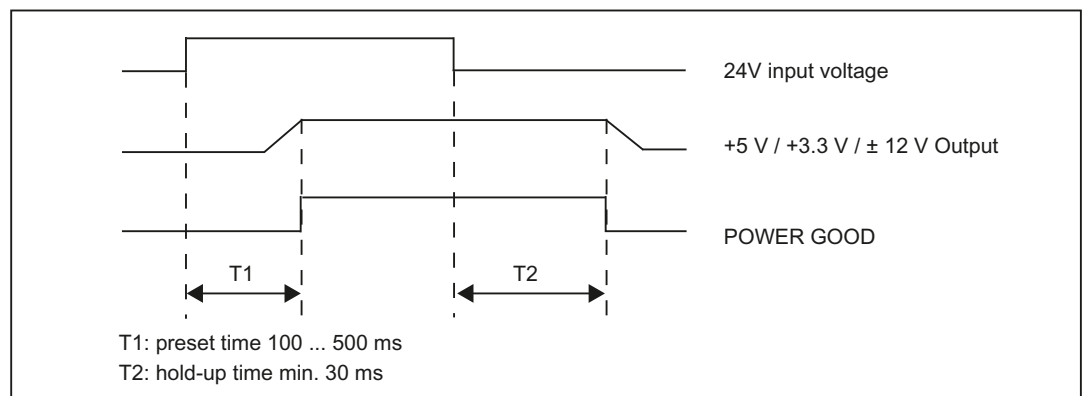 24V input voltage
+5 V / +3.3 V / ± 12 V Output
POWER GOOD
T1
T2
T1: preset time 100 ... 500 ms
T2: hold-up time min. 30 ms